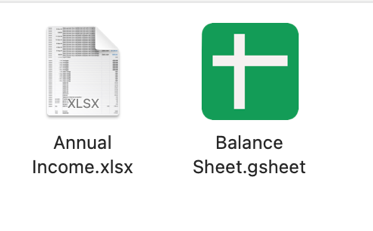 XLSX
Annual
Income.xlsx
Balance
Sheet.gsheet